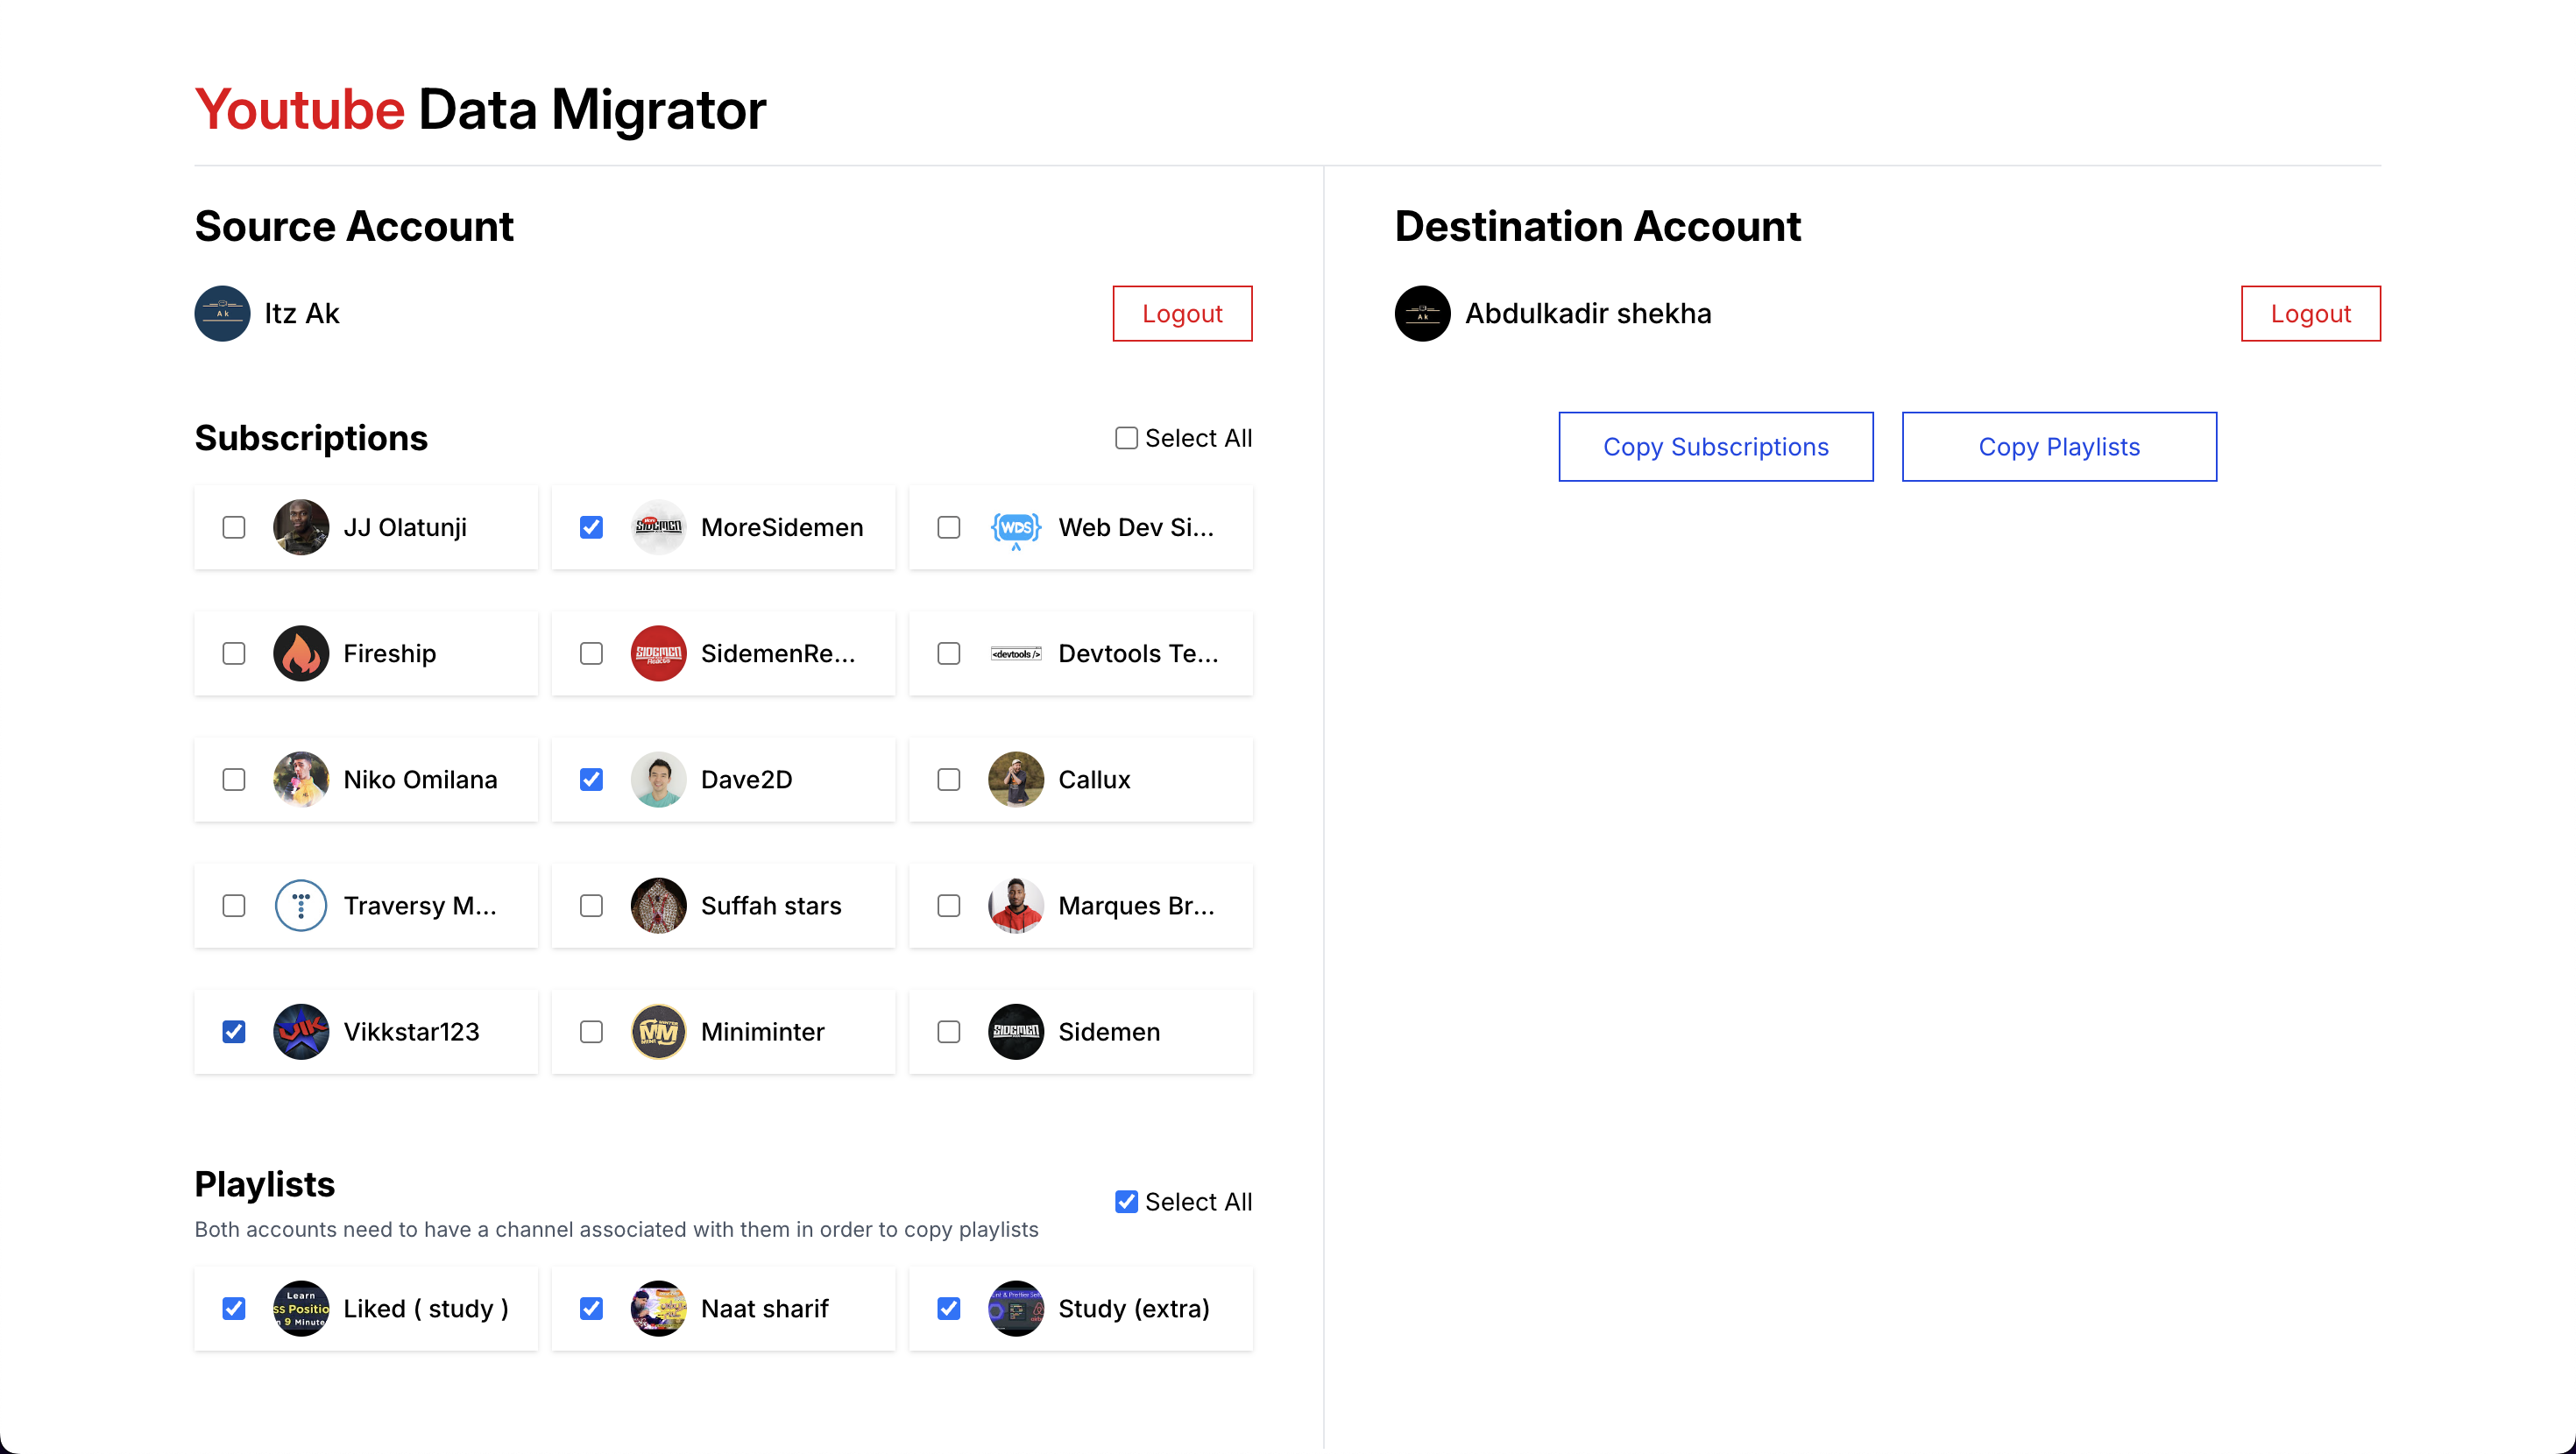 Youtube Data Migrator
Source Account
Itz Ak
Logout
Subscriptions
Select All
JJ Olatunji
MoreSidemen
Web Dev Si...
Fireship
SidemenRe...
<devtools />
Devtools Te...
Niko Omilana
Dave2D
Callux
Traversy M...
Suffah stars
Marques Br...
Vikkstar123
Miniminter
Sidemen
Playlists
Both accounts need to have a channel associated with them in order to copy playlists
Select All
Liked ( study )
Naat sharif
Study (extra)
Destination Account
Abdulkadir shekha
Logout
Copy Subscriptions
Copy Playlists